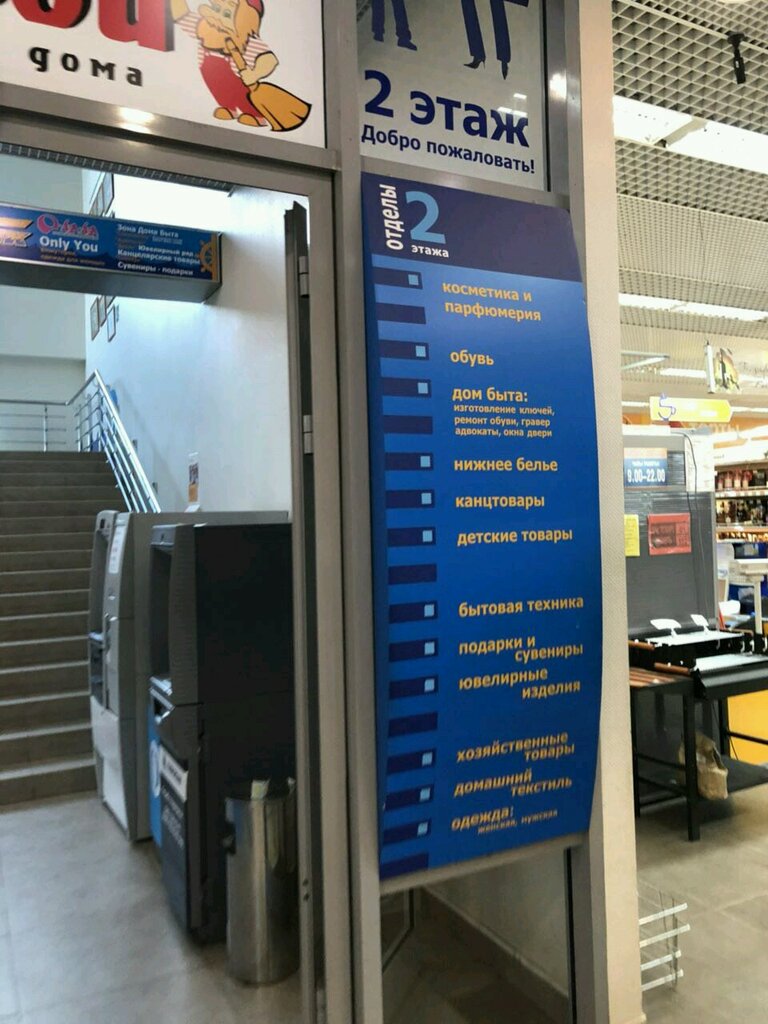 дома
2 этаж
Добро пожаловать!
отделы
2
этажа
косметика и
парфюмерия
обувь
дом быта:
изготовление ключей,
ремонт обуви, гравер
адвокаты, окна двери
нижнее белье
канцтовары
детские товары
бытовая техника
подарки и
сувениры
ювелирные
изделия
хозяйственные
товары
домашний
текстиль
одежда:
женская, мужская
Only You
Зона Дома Быта
Ювелирный ряд
Канцелярские товары
Сувениры - подарки
9.00-22.00